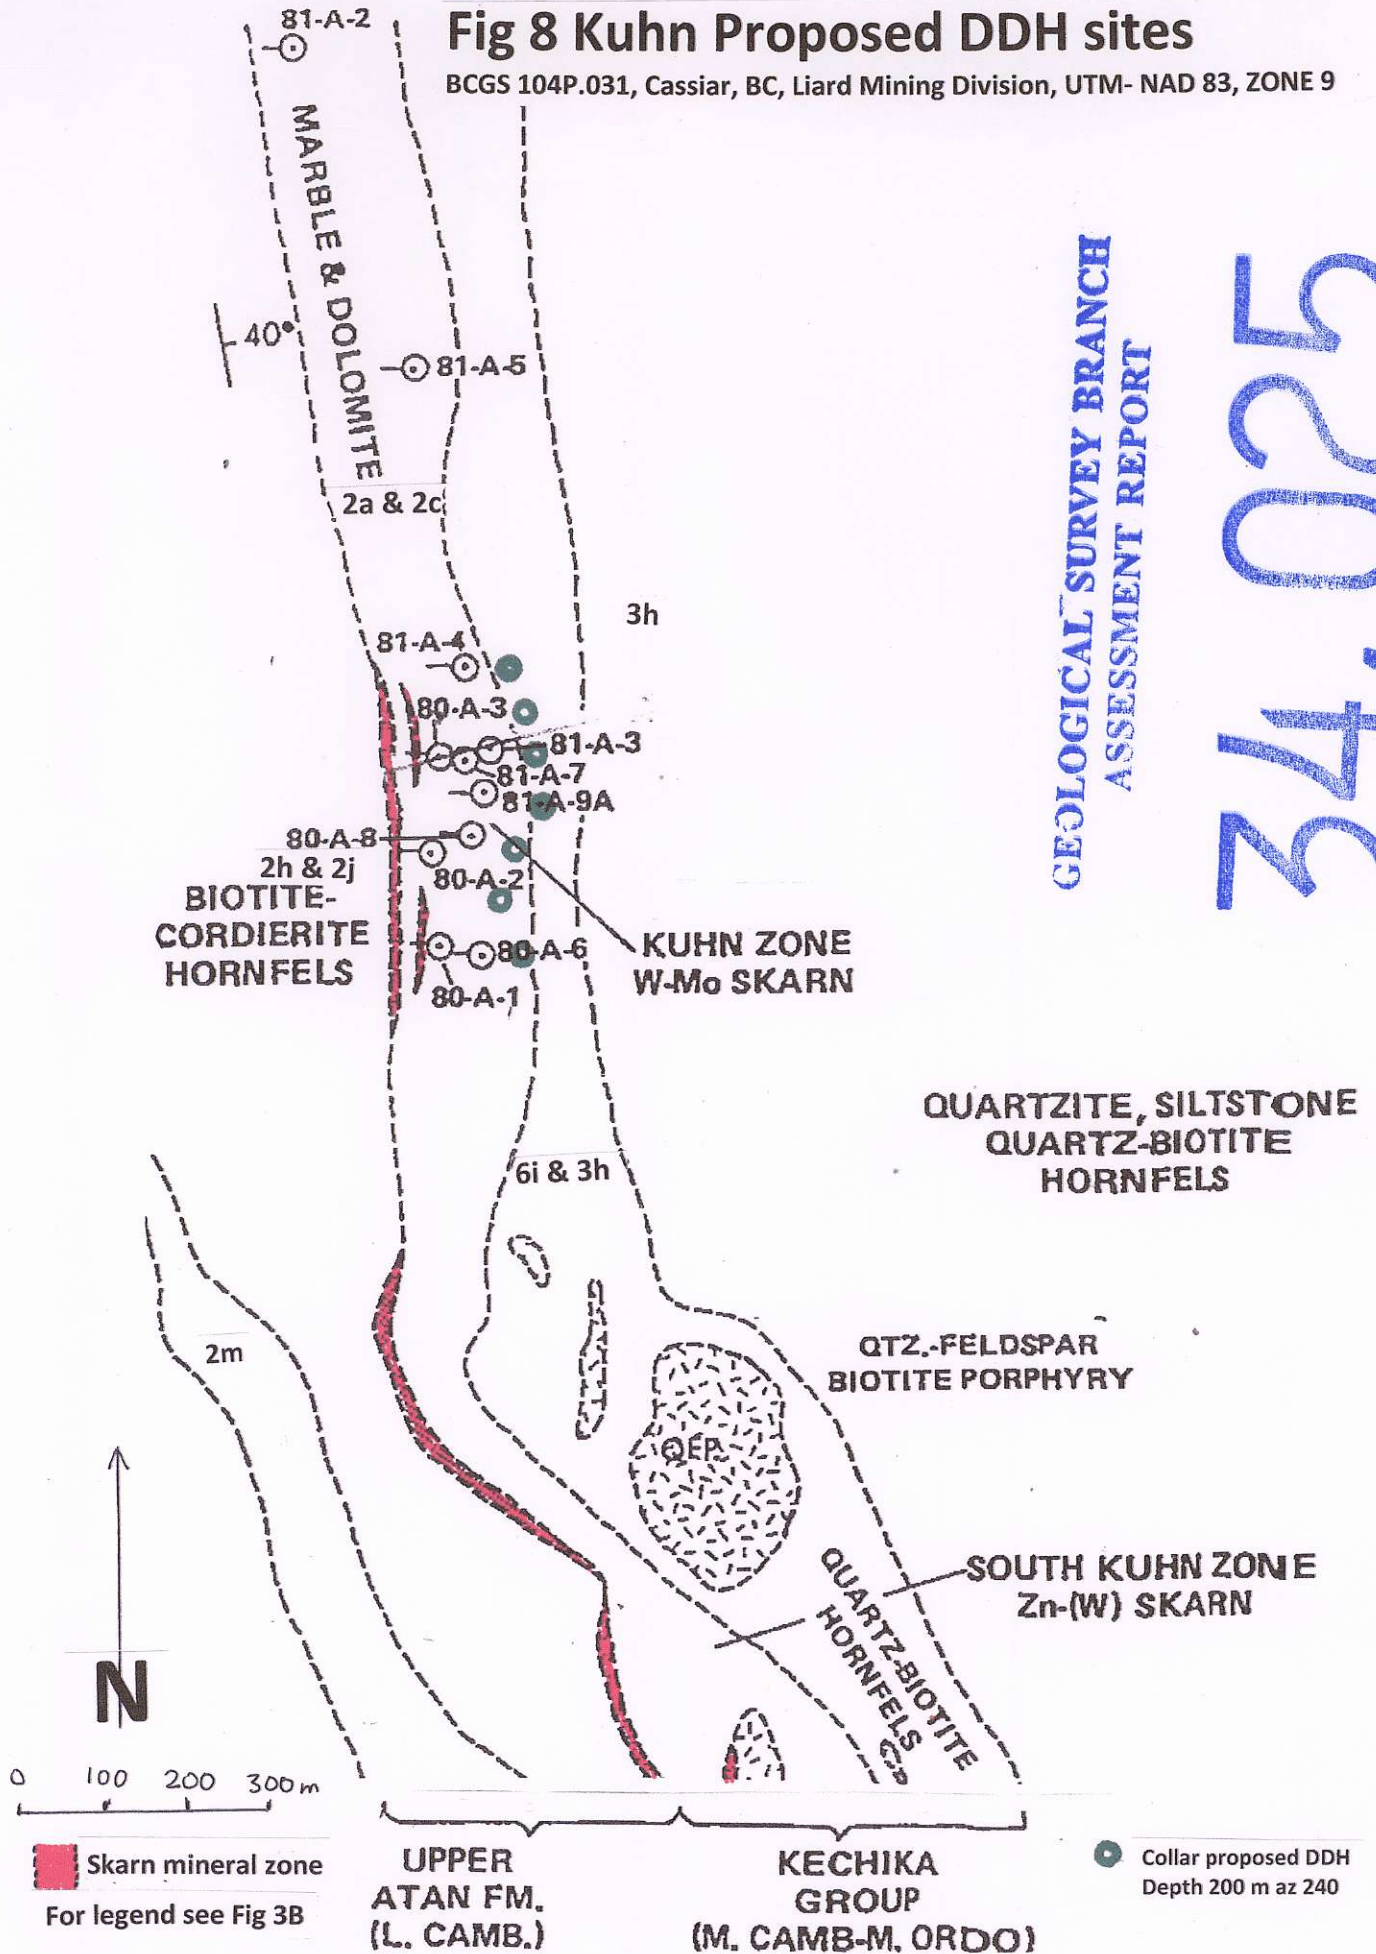 Fig 8 Kuhn Proposed DDH sites
BCGS 104P.031, Cassiar, BC, Liard Mining Division, UTM- NAD 83, ZONE 9
81-A-2
MARBLE & DOLOMITE
40°
81-A-5
2a & 2c
3h
GEOLOGICAL SURVEY BRANCH
ASSESSMENT REPORT
34,025
81-A-4
80-A-3
81-A-3
81-A-7
81-A-9A
80-A-8
2h & 2j
80-A-2
BIOTITE-
CORDIERITE
HORNFELS
80-A-6
80-A-1
KUHN ZONE
W-Mo SKARN
QUARTZITE, SILTSTONE
QUARTZ-BIOTITE
HORNFELS
6i & 3h
2m
QTZ.-FELDSPAR
BIOTITE PORPHYRY
QFP
SOUTH KUHN ZONE
Zn-(W) SKARN
QUARTZ-BIOTITE
HORNFELS
N
0 100 200 300m
Skarn mineral zone
For legend see Fig 3B
UPPER
ATAN FM.
(L. CAMB.)
KECHIKA
GROUP
(M. CAMB-M. ORDO)
Collar proposed DDH
Depth 200 m az 240